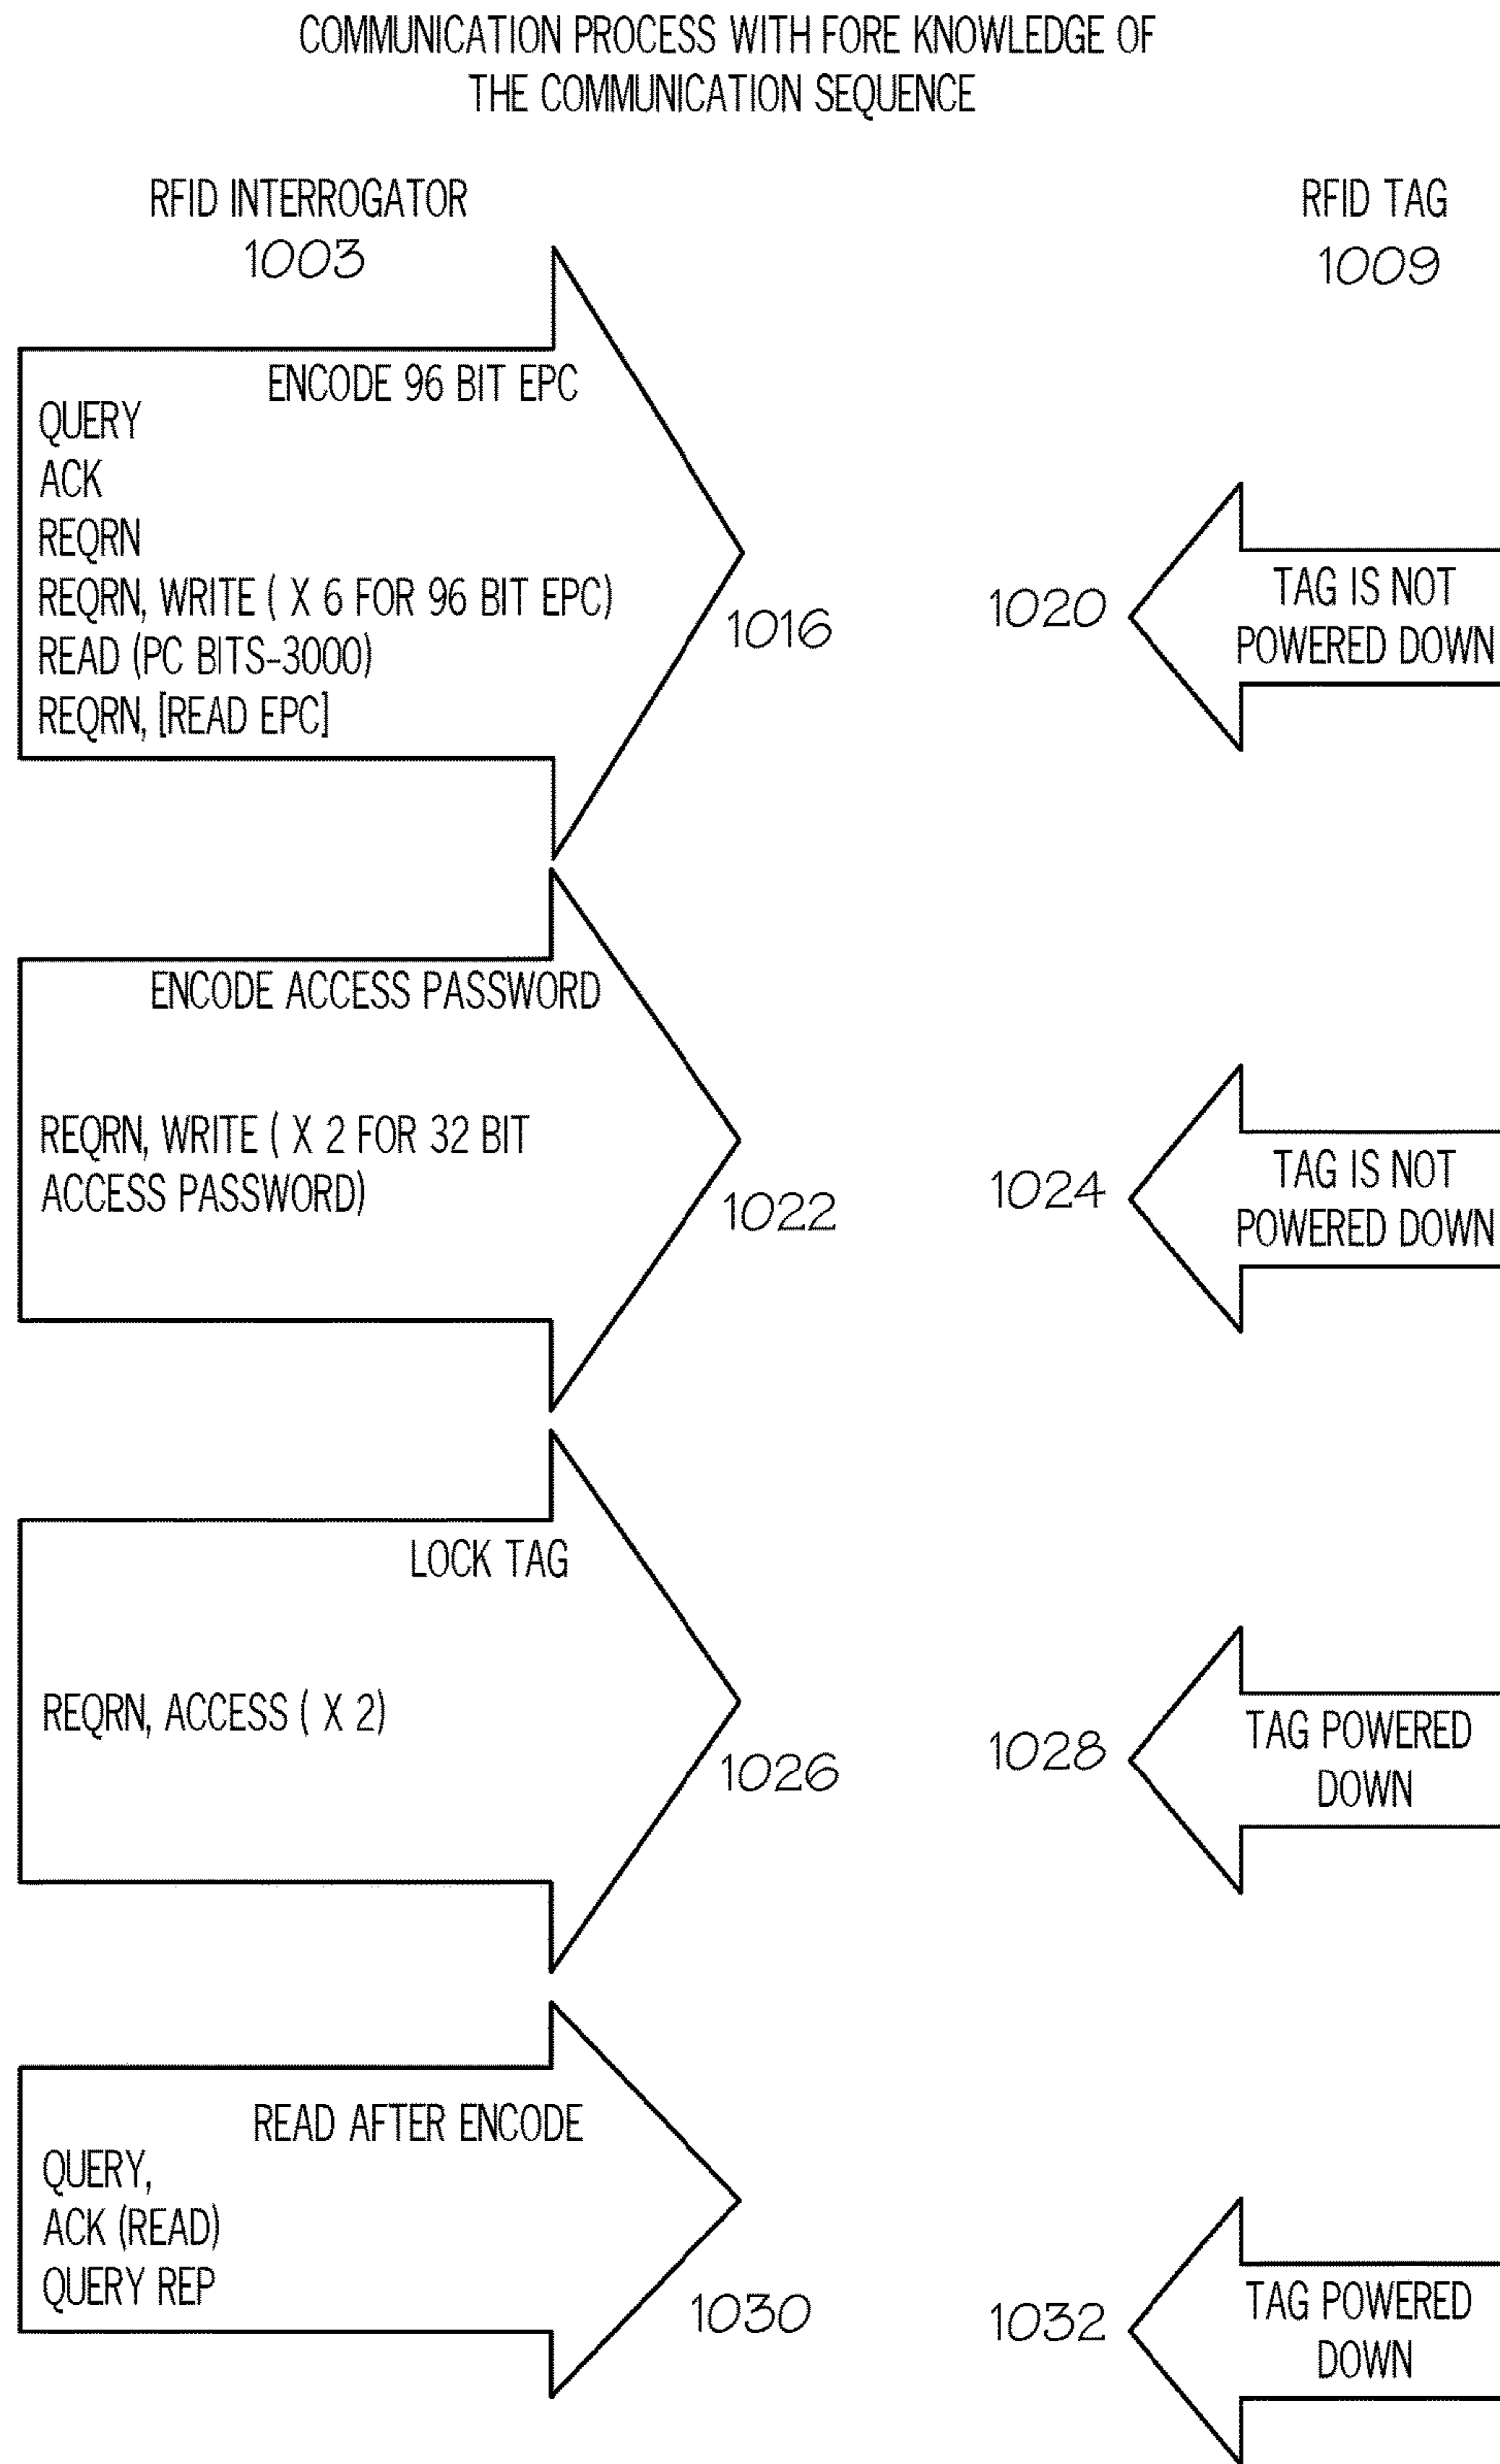 COMMUNICATION PROCESS WITH FORE KNOWLEDGE OF
THE COMMUNICATION SEQUENCE
RFID INTERROGATOR
1003
RFID TAG
1009
ENCODE 96 BIT EPC
QUERY
ACK
REQRN
REQRN, WRITE ( X 6 FOR 96 BIT EPC)
READ (PC BITS-3000)
REQRN, [READ EPC]
1016
1020
TAG IS NOT
POWERED DOWN
ENCODE ACCESS PASSWORD
REQRN, WRITE ( X 2 FOR 32 BIT
ACCESS PASSWORD)
1022
1024
TAG IS NOT
POWERED DOWN
LOCK TAG
REQRN, ACCESS ( X 2)
1026
1028
TAG POWERED
DOWN
READ AFTER ENCODE
QUERY,
ACK (READ)
QUERY REP
1030
1032
TAG POWERED
DOWN